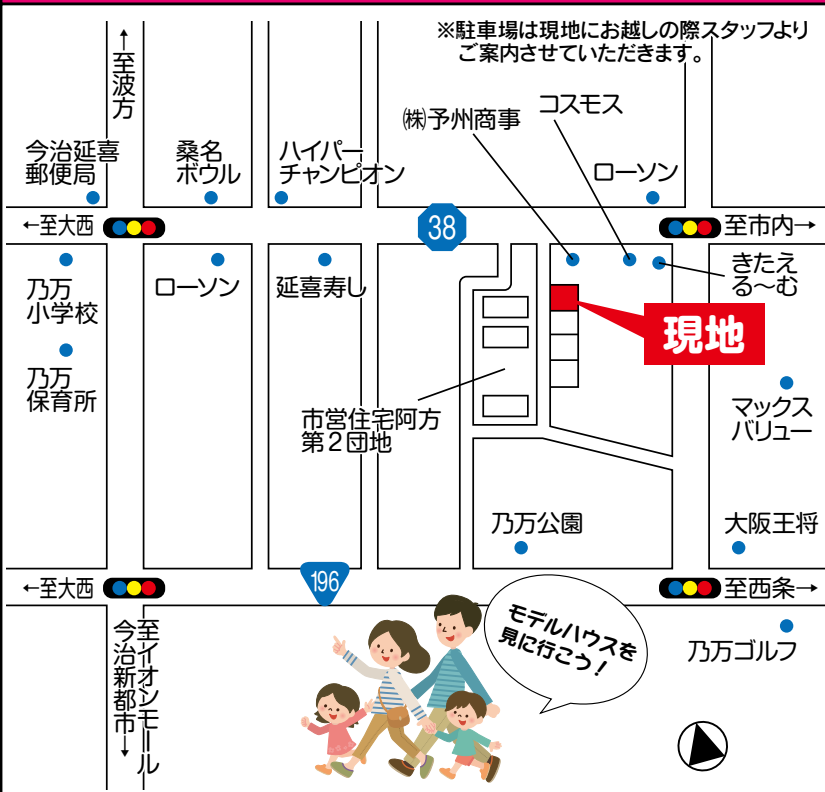 ※駐車場は現地にお越しの際スタッフより
ご案内させていただきます。
↑至波方
㈱予州商事
コスモス
今治延喜
郵便局
桑名
ボウル
ハイパー
チャンピオン
ローソン
←至大西
38
至市内→
乃万
小学校
ローソン
延喜寿し
きたえ
る〜む
現地
乃万
保育所
マックス
バリュー
市営住宅阿方
第2団地
乃万公園
大阪王将
←至大西
196
至西条→
モデルハウスを
見に行こう！
至イオンモール
今治新都市→
乃万ゴルフ